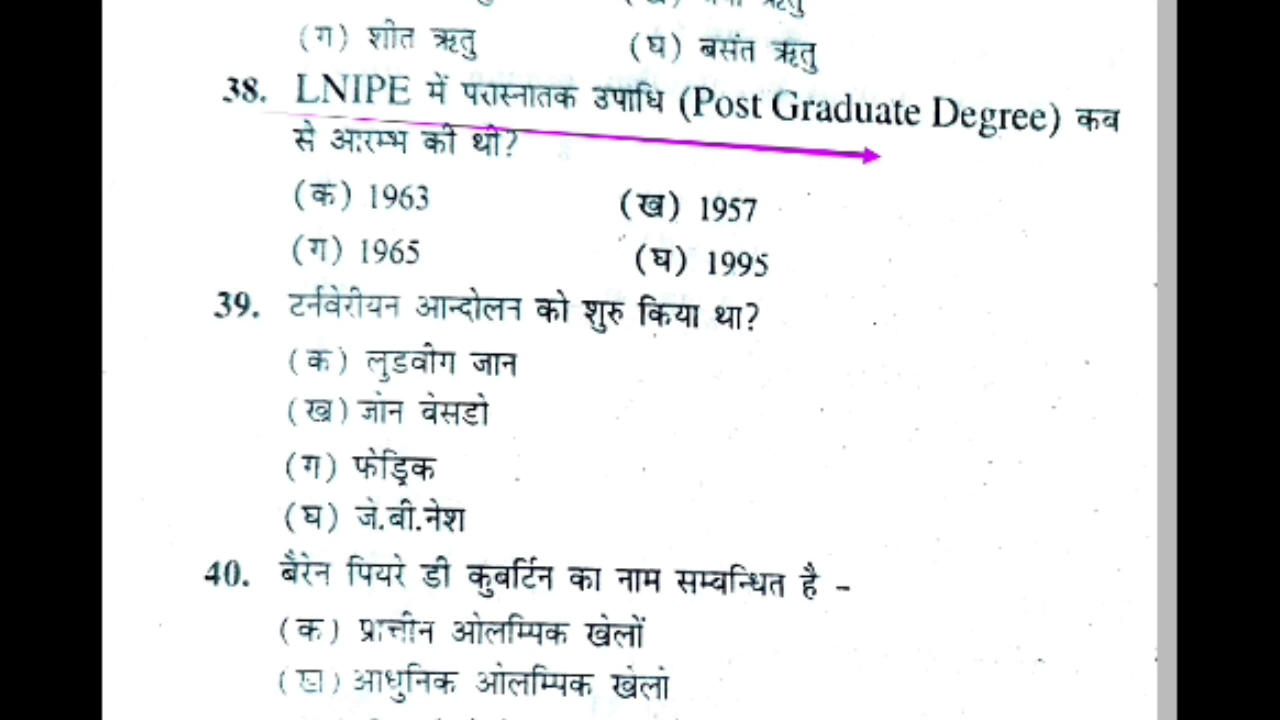 (ग) शीत ऋतु (घ) बसंत ऋतु
38. LNIPE में परास्नातक उपाधि (Post Graduate Degree) कब
से आरम्भ की थी?
(क) 1963 (ख) 1957
(ग) 1965 (घ) 1995
39. टर्नवेरीयन आन्दोलन को शुरु किया था?
(क) लुडवीग जान
(ख) जॉन बेसडो
(ग) फेड्रिक
(घ) जे.बी.नेश
40. बैरेन पियरे डी कुबर्टिन का नाम सम्बन्धित है -
(क) प्राचीन ओलम्पिक खेलों
(ख) आधुनिक ओलम्पिक खेलों